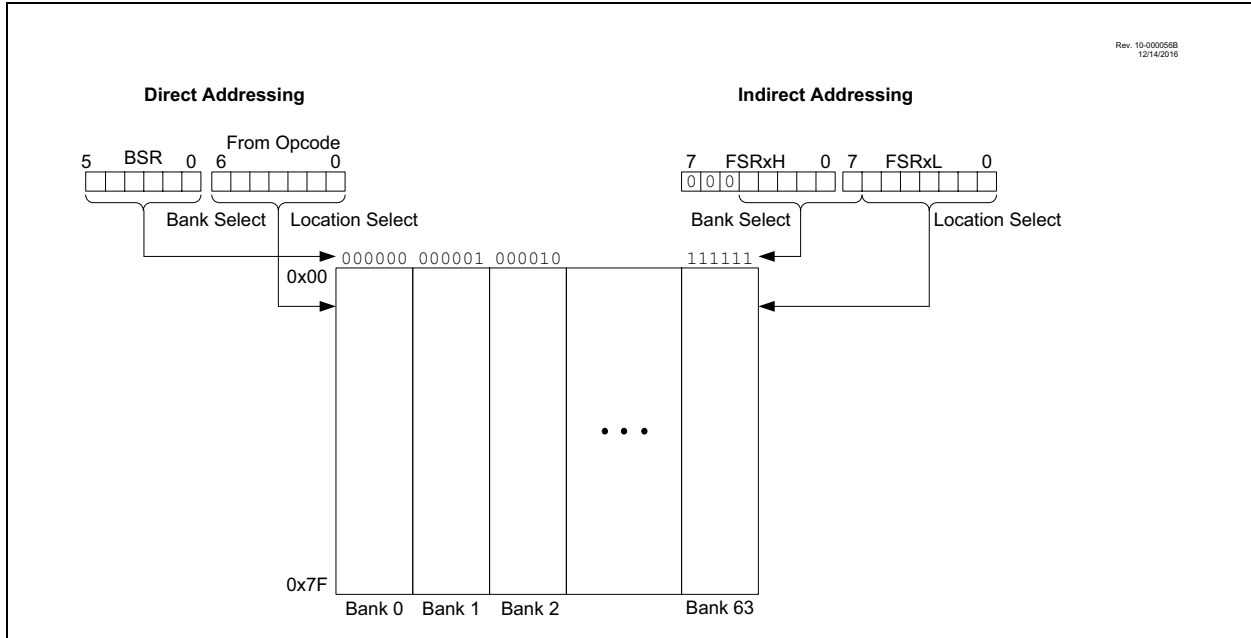 Rev. 10-000056B
12/14/2016
Direct Addressing
Indirect Addressing
From Opcode
5 BSR 0 6 0
7 FSRxH 0 7 FSRxL 0
0 0 0
Bank Select Location Select
Bank Select Location Select
000000 000001 000010 111111
0x00
• • •
0x7F
Bank 0 Bank 1 Bank 2 Bank 63